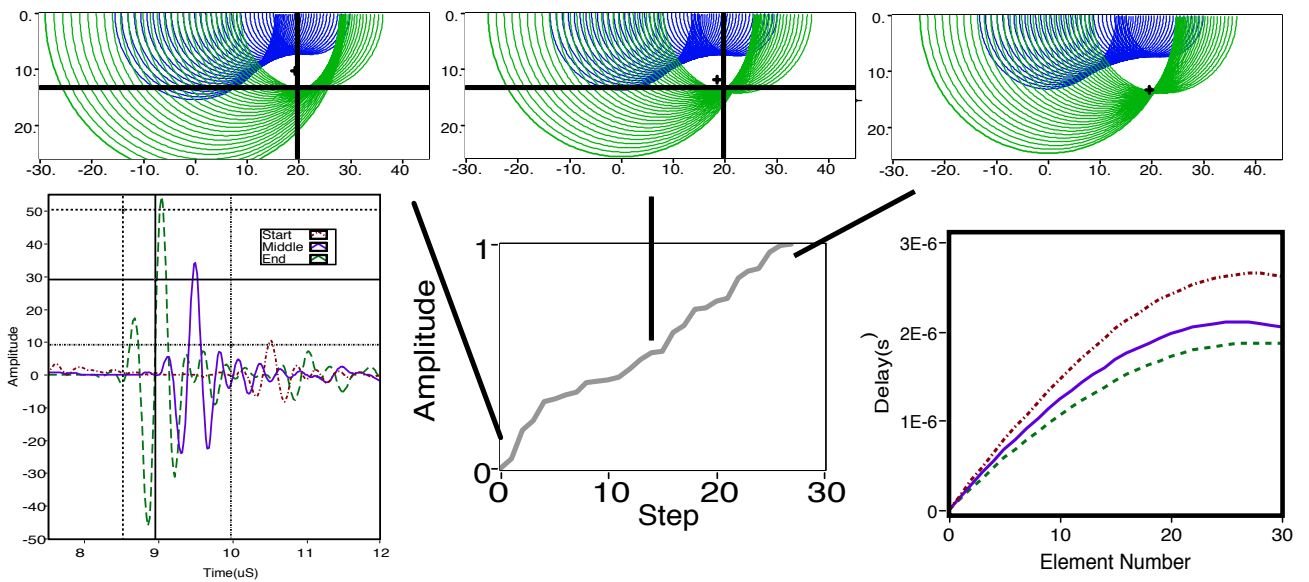 0.
10.
20.
-30. -20. -10. 0. 10. 20. 30. 40
0.
10.
20.
-30. -20. -10. 0. 10. 20. 30. 40
0.
10.
20.
-30. -20. -10. 0. 10. 20. 30. 40
50
40
30
20
10
0
-10
-20
-30
-40
-50
8 9 10 11 12
Amplitude
Time(uS)
Start
Middle
End
1
0
0 10 20 30
Amplitude
Step
3E-6
2E-6
1E-6
0
0 10 20 30
Delay(s)
Element Number